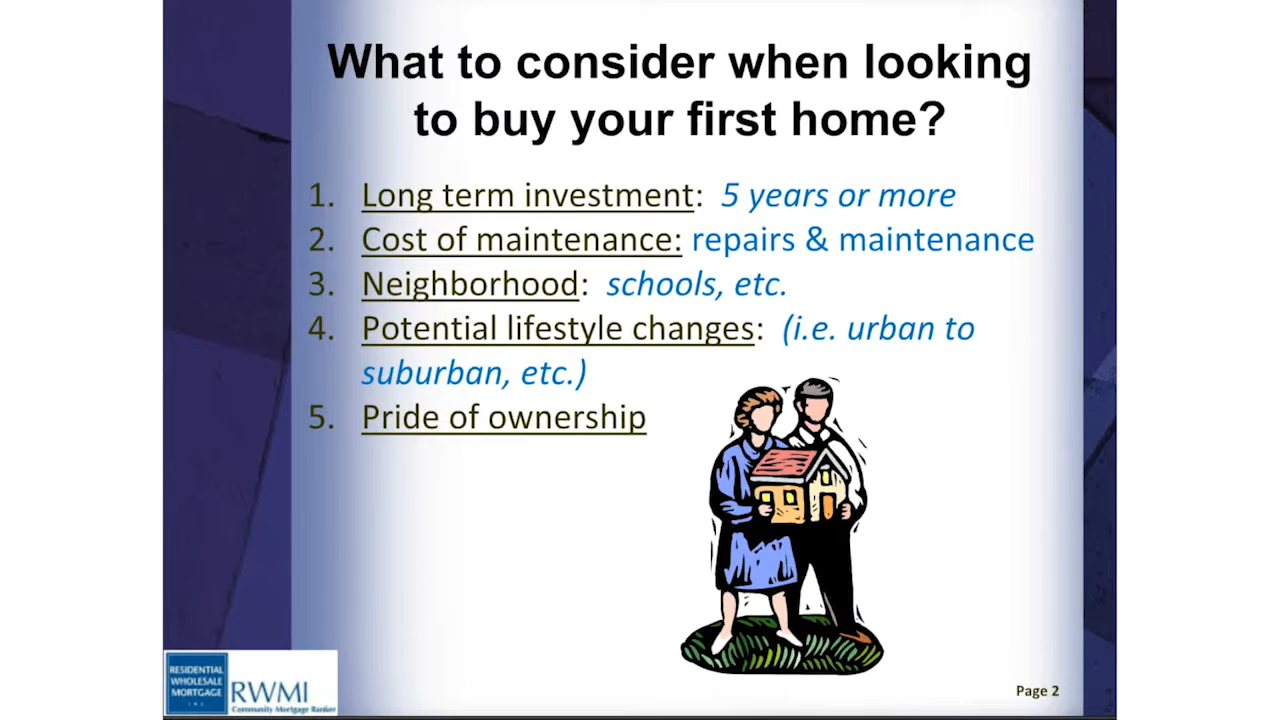 What to consider when looking
to buy your first home?
1. Long term investment: 5 years or more
2. Cost of maintenance: repairs & maintenance
3. Neighborhood: schools, etc.
4. Potential lifestyle changes: (i.e. urban to
suburban, etc.)
5. Pride of ownership
RESIDENTIAL
WHOLESALE
MORTGAGE
INC
RWMI
Community Mortgage Banker
Page 2